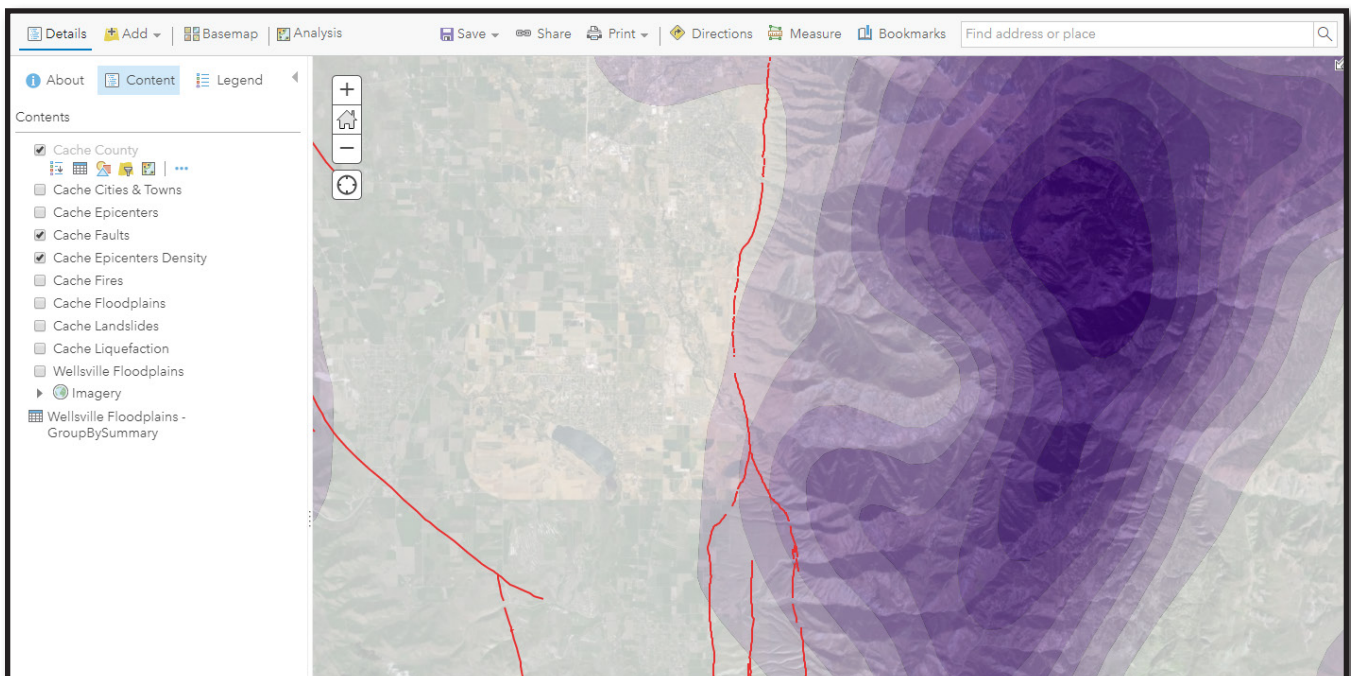 Details Add Basemap Analysis Save Share Print Directions Measure Bookmarks Find address or place
About Content Legend
Contents
Cache County
Cache Cities & Towns
Cache Epicenters
Cache Faults
Cache Epicenters Density
Cache Fires
Cache Floodplains
Cache Landslides
Cache Liquefaction
Wellsville Floodplains
Imagery
Wellsville Floodplains -
GroupBySummary